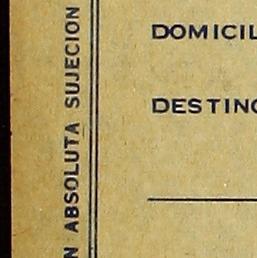 DOMICIL
DESTINO
N ABSOLUTA SUJECION